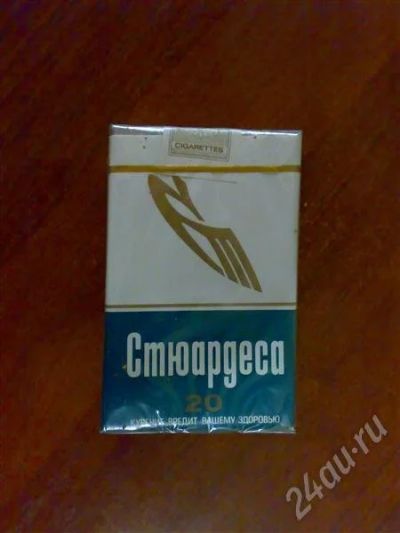 CIGARETTES
Стюардеса
20
КУРЕНИЕ ВРЕДИТ ВАШЕМУ ЗДОРОВЬЮ
24au.ru